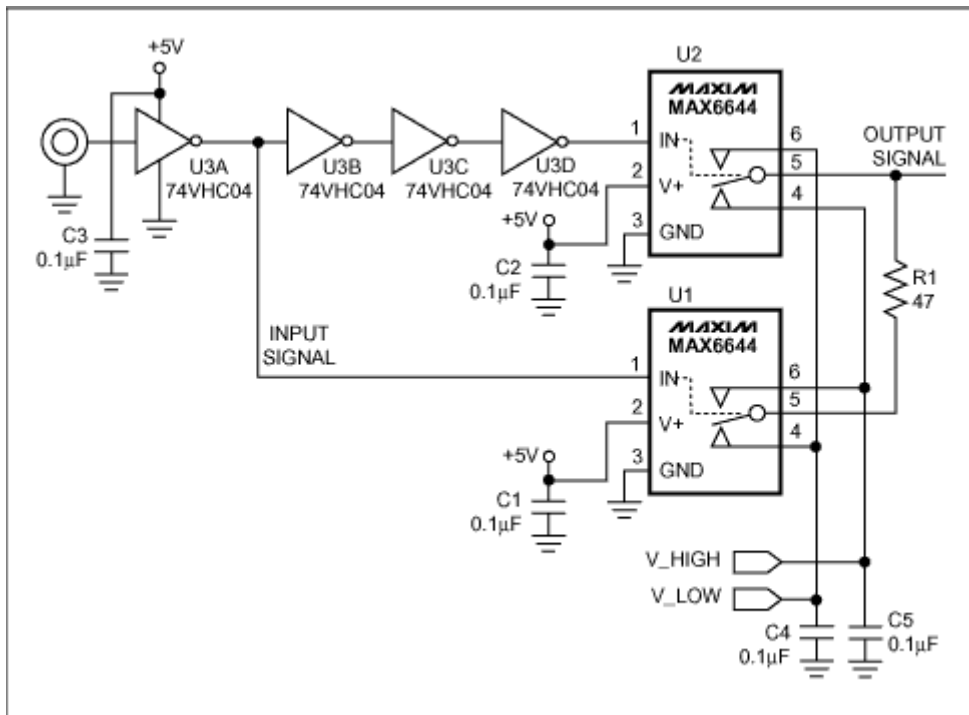 +5V
U3A
74VHC04
U3B
74VHC04
U3C
74VHC04
U3D
74VHC04
C3
0.1µF
U2
MAXIM
MAX6644
1
IN
2
V+
3
GND
6
5
4
OUTPUT
SIGNAL
+5V
C2
0.1µF
R1
47
INPUT
SIGNAL
U1
MAXIM
MAX6644
1
IN
2
V+
3
GND
6
5
4
+5V
C1
0.1µF
V_HIGH
V_LOW
C4
0.1µF
C5
0.1µF